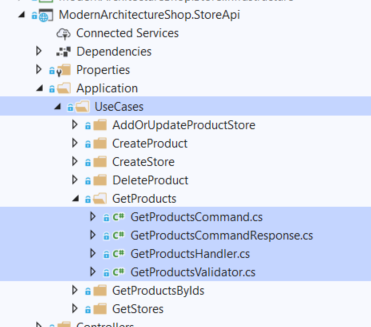 ModernArchitectureShop.StoreApi
Connected Services
Dependencies
Properties
Application
UseCases
AddOrUpdateProductStore
CreateProduct
CreateStore
DeleteProduct
GetProducts
C# GetProductsCommand.cs
C# GetProductsCommandResponse.cs
C# GetProductsHandler.cs
C# GetProductsValidator.cs
GetProductsByIds
GetStores
Controllers